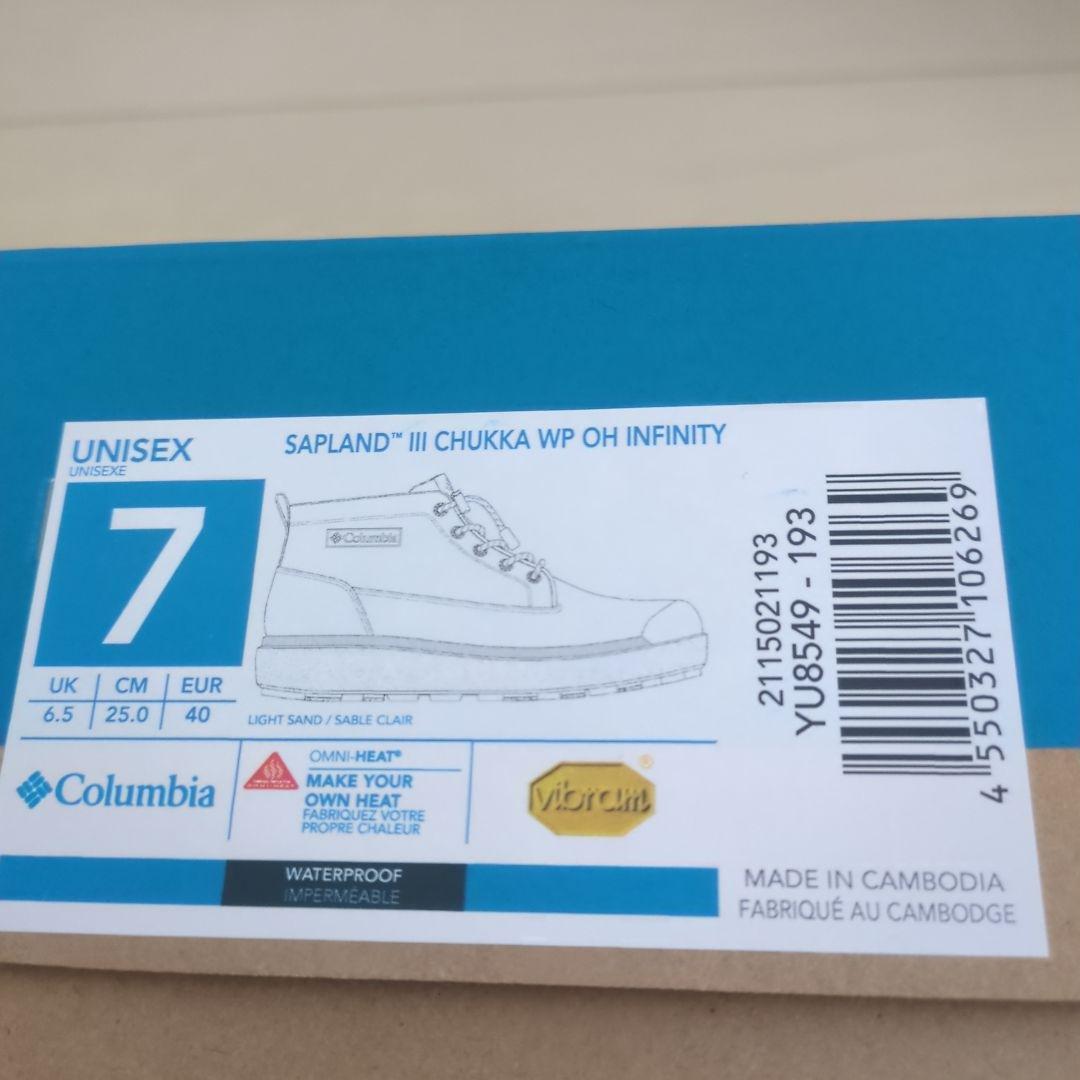 UNISEX
UNISEXE
SAPLAND™ III CHUKKA WP OH INFINITY
7
Columbia
UK CM EUR
6.5 25.0 40
LIGHT SAND / SABLE CLAIR
2115021193
YU8549 - 193
4 550327 106269
Columbia
OMNI-HEAT®
MAKE YOUR
OWN HEAT
FABRIQUEZ VOTRE
PROPRE CHALEUR
vibram®
WATERPROOF
IMPERMÉABLE
MADE IN CAMBODIA
FABRIQUÉ AU CAMBODGE